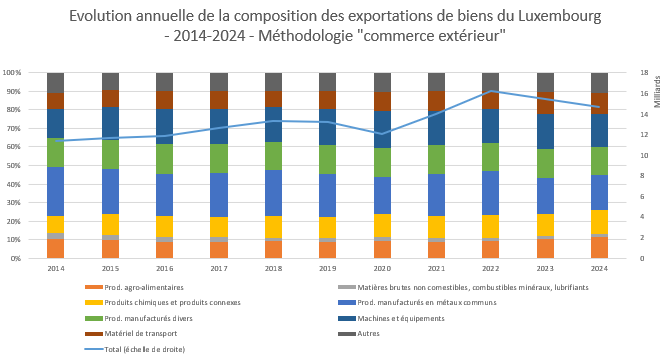 Evolution annuelle de la composition des exportations de biens du Luxembourg
- 2014-2024 - Méthodologie "commerce extérieur"
100%
90%
80%
70%
60%
50%
40%
30%
20%
10%
0%
18
16
14
12
10
8
6
4
2
0
Milliards
2014 2015 2016 2017 2018 2019 2020 2021 2022 2023 2024
Prod. agro-alimentaires
Matières brutes non comestibles, combustibles minéraux, lubrifiants
Produits chimiques et produits connexes
Prod. manufacturés en métaux communs
Prod. manufacturés divers
Machines et équipements
Matériel de transport
Autres
Total (échelle de droite)